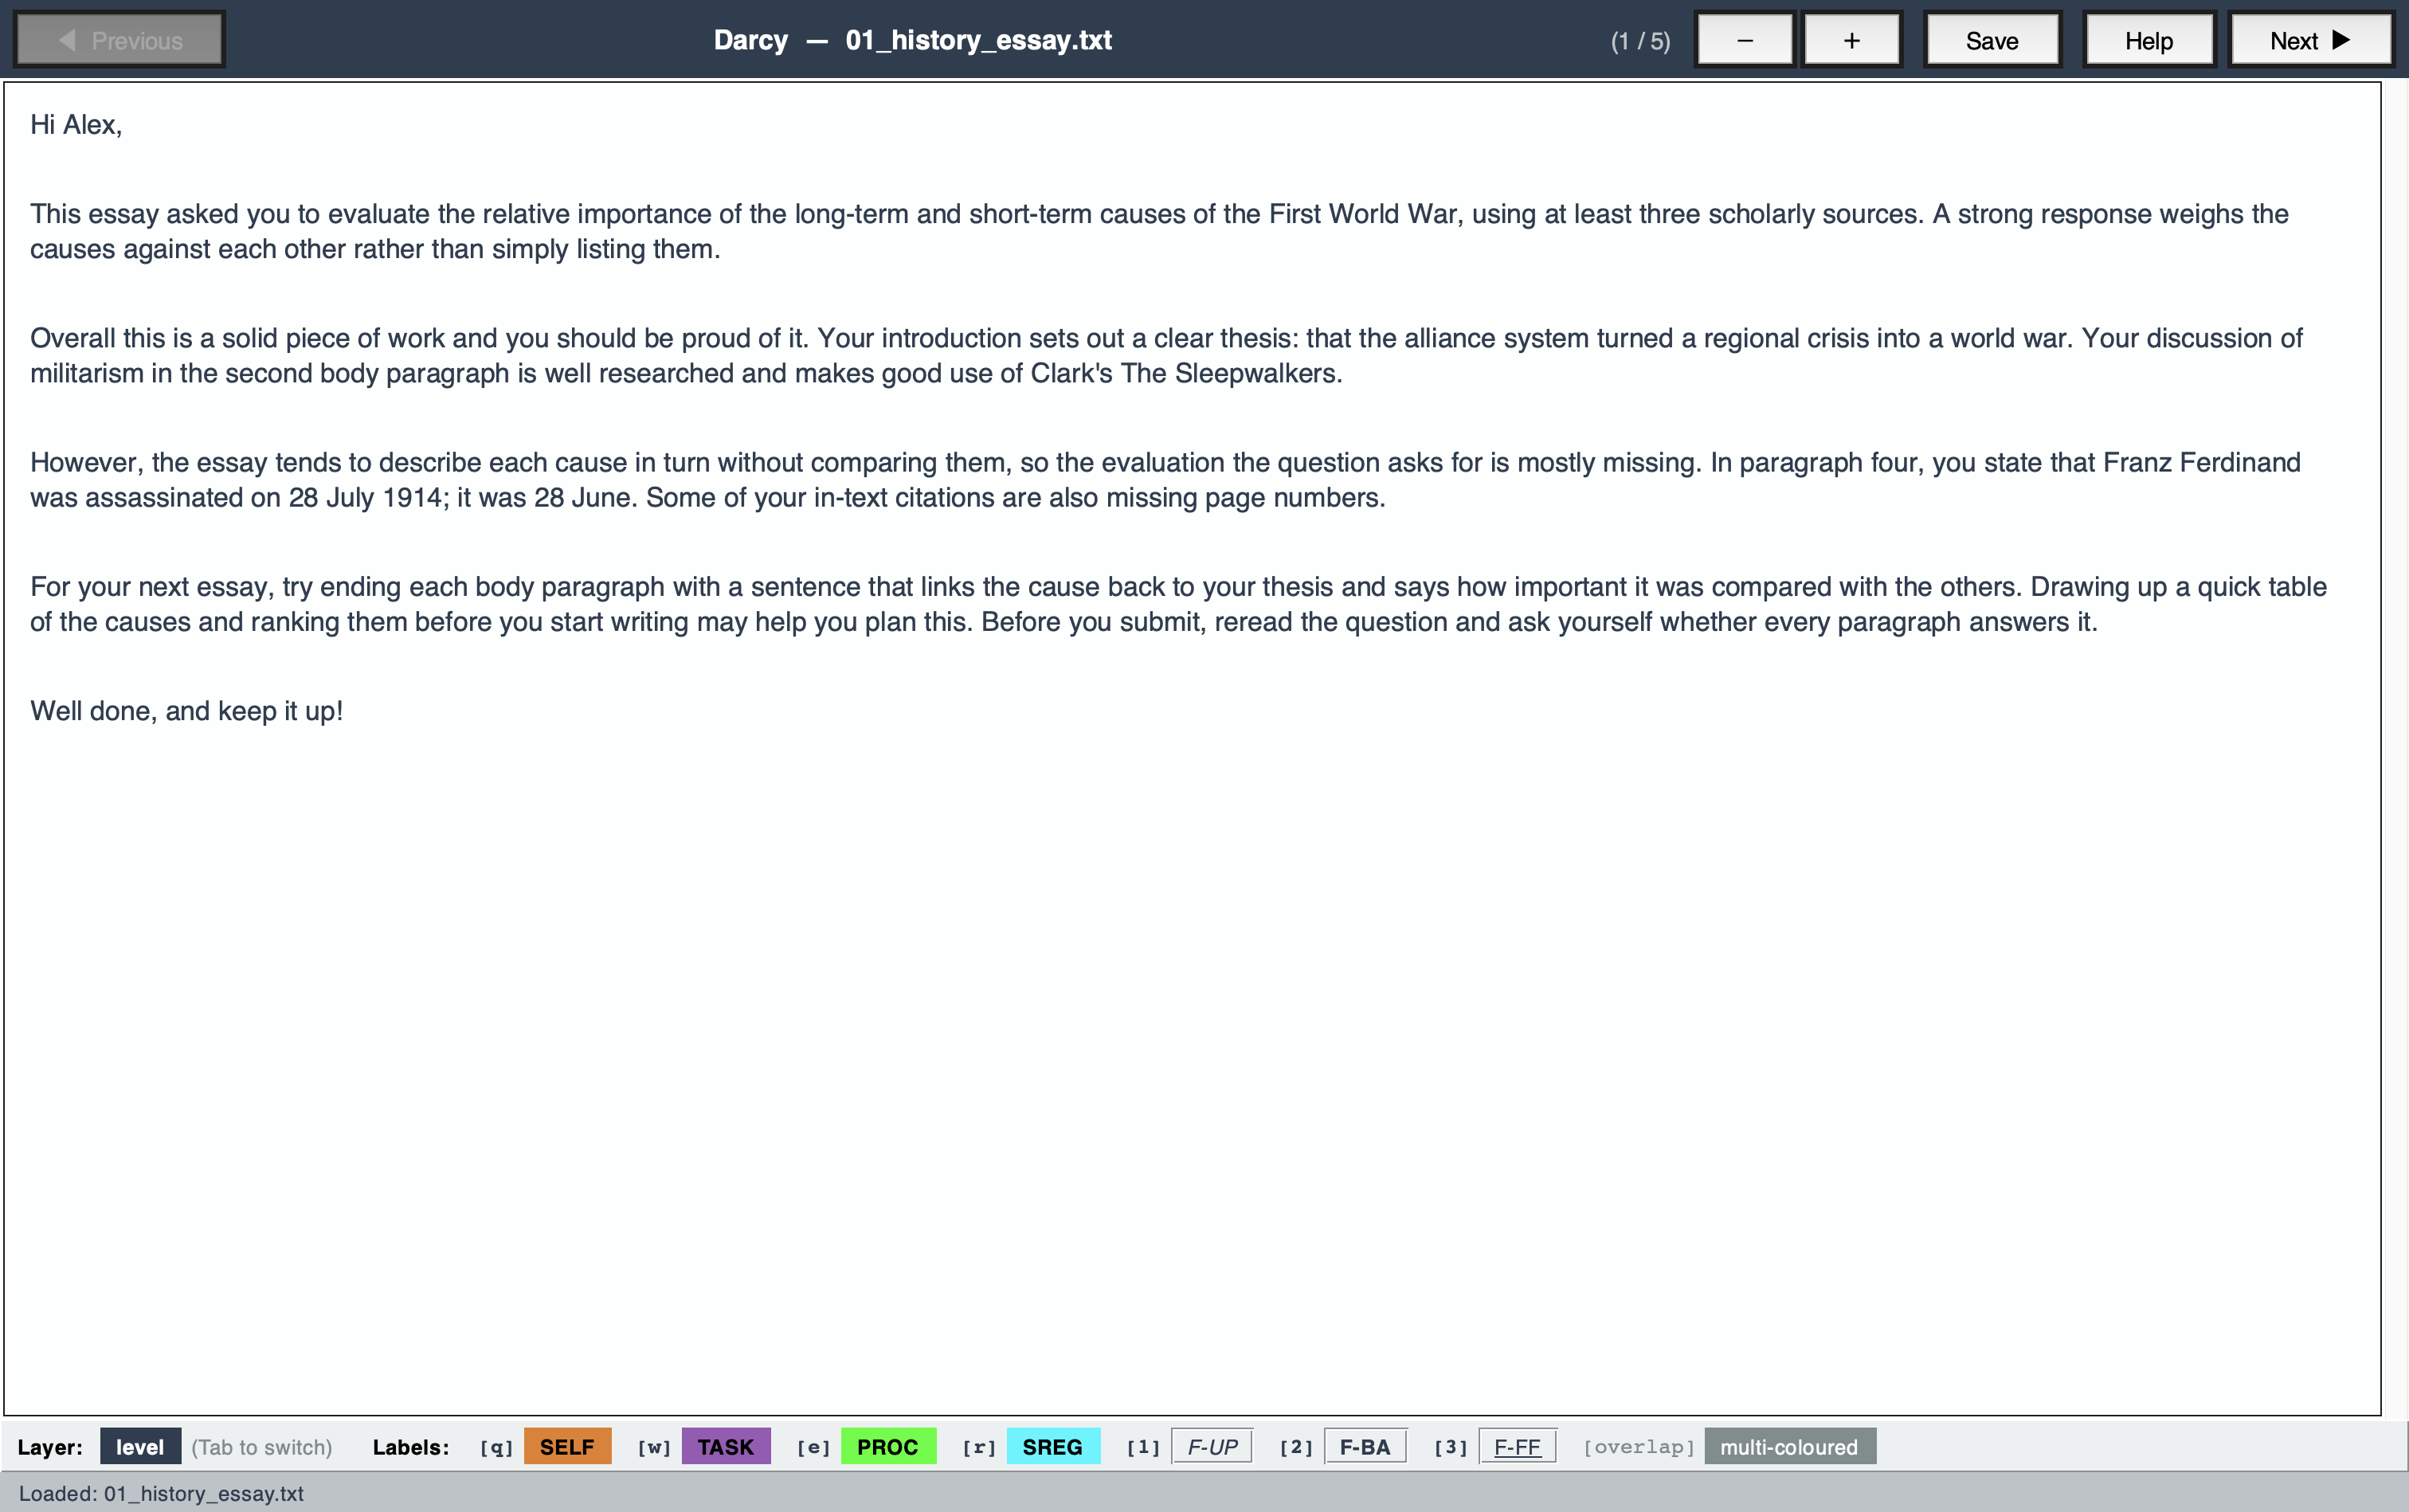 ◀ Previous
Darcy — 01_history_essay.txt
(1 / 5)
−
+
Save
Help
Next ▶
Hi Alex,
This essay asked you to evaluate the relative importance of the long-term and short-term causes of the First World War, using at least three scholarly sources. A strong response weighs the
causes against each other rather than simply listing them.
Overall this is a solid piece of work and you should be proud of it. Your introduction sets out a clear thesis: that the alliance system turned a regional crisis into a world war. Your discussion of
militarism in the second body paragraph is well researched and makes good use of Clark's The Sleepwalkers.
However, the essay tends to describe each cause in turn without comparing them, so the evaluation the question asks for is mostly missing. In paragraph four, you state that Franz Ferdinand
was assassinated on 28 July 1914; it was 28 June. Some of your in-text citations are also missing page numbers.
For your next essay, try ending each body paragraph with a sentence that links the cause back to your thesis and says how important it was compared with the others. Drawing up a quick table
of the causes and ranking them before you start writing may help you plan this. Before you submit, reread the question and ask yourself whether every paragraph answers it.
Well done, and keep it up!
Layer: level (Tab to switch) Labels: [q] SELF [w] TASK [e] PROC [r] SREG [1] F-UP [2] F-BA [3] F-FF [overlap] multi-coloured
Loaded: 01_history_essay.txt